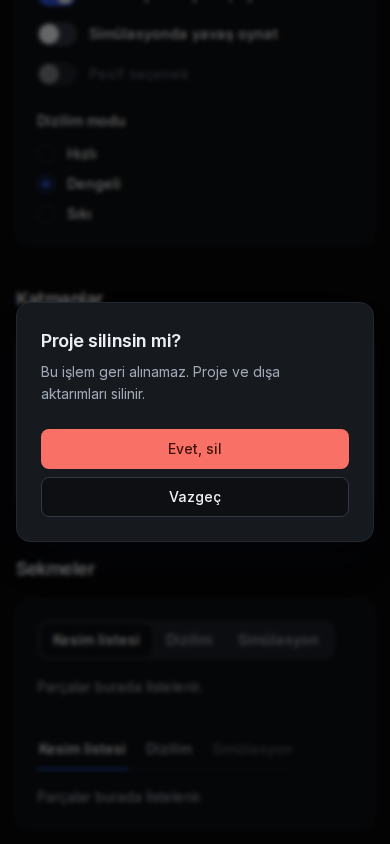 Simülasyonda yavaş oynat
Pasif seçenek
Dizilim modu
Hızlı
Dengeli
Sıkı
Katmanlar
Proje silinsin mi?
Bu işlem geri alınamaz. Proje ve dışa
aktarımları silinir.
Evet, sil
Vazgeç
Sekmeler
Kesim listesi Dizilim Simülasyon
Parçalar burada listelenir.
Kesim listesi Dizilim Simülasyon
Parçalar burada listelenir.